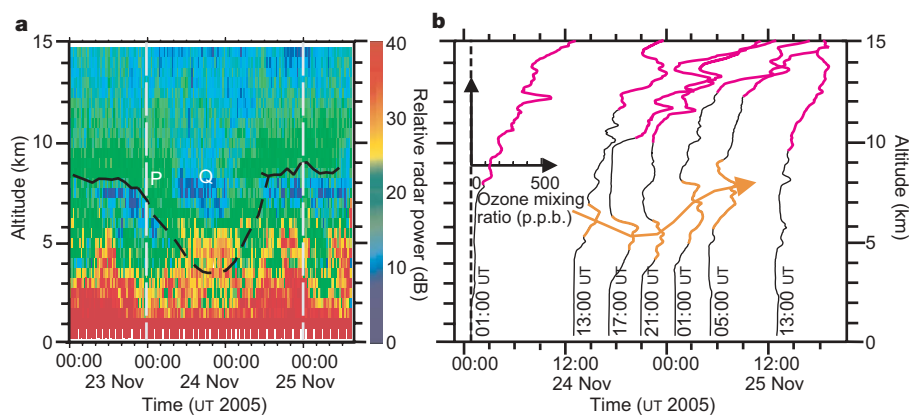 a
15
10
5
0
Altitude (km)
P
Q
00:00
00:00
00:00
00:00
23 Nov
24 Nov
25 Nov
Time (UT 2005)
40
30
20
10
0
Relative radar power (dB)
b
15
10
5
0
Altitude (km)
0
500
Ozone mixing
ratio (p.p.b.)
01:00 UT
13:00 UT
17:00 UT
21:00 UT
01:00 UT
05:00 UT
13:00 UT
00:00
12:00
00:00
12:00
24 Nov
25 Nov
Time (UT 2005)